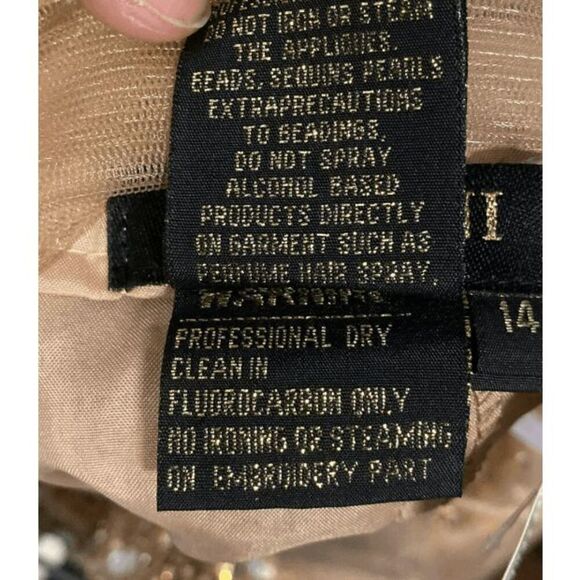 DO NOT IRON OR STEAM
THE APPLIQUES.
BEADS, SEQUINS PEARLS
EXTRAPRECAUTIONS
TO BEADINGS.
DO NOT SPRAY
ALCOHOL BASED
PRODUCTS DIRECTLY
ON GARMENT SUCH AS
PERFUME HAIR SPRAY,
I
14
WARNING
PROFESSIONAL DRY
CLEAN IN
FLUOROCARBON ONLY
NO IRONING OF STEAMING
ON EMBROIDERY PART